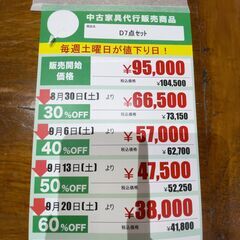 中古家具代行販売商品
商品名
D7点セット
毎週土曜日が値下り日！
販売開始価格 ¥95,000
税込価格 ¥104,500
8月30日(土)より ¥66,500
30%OFF 税込価格 ¥73,150
9月6日(土)より ¥57,000
40%OFF 税込価格 ¥62,700
9月13日(土)より ¥47,500
50%OFF 税込価格 ¥52,250
9月20日(土)より ¥38,000
60%OFF 税込価格 ¥41,800